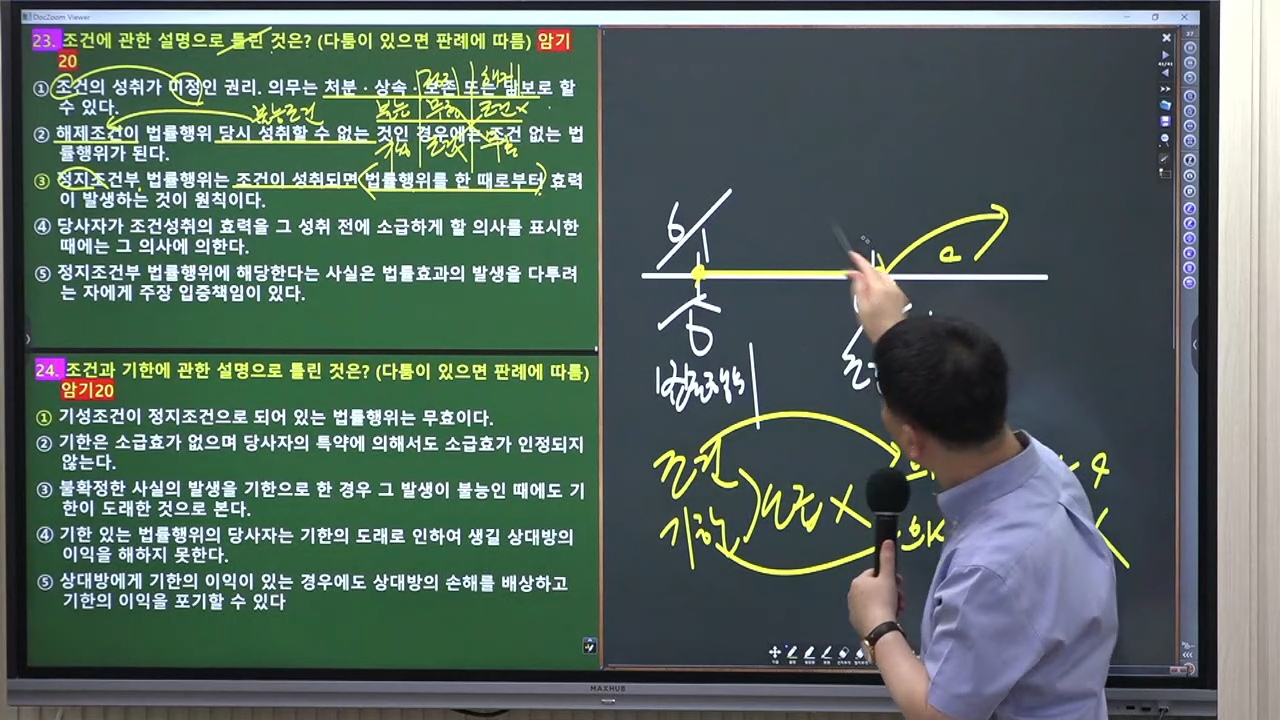 DocZoom Viewer
23. 조건에 관한 설명으로 틀린 것은? (다툼이 있으면 판례에 따름) 암기
20
① 조건의 성취가 미정인 권리. 의무는 처분 · 상속 · 보존 또는 담보로 할
수 있다.
불능조건
② 해제조건이 법률행위 당시 성취할 수 없는 것인 경우에는 조건 없는 법
률행위가 된다.
③ 정지조건부 법률행위는 조건이 성취되면 법률행위를 한 때로부터 효력
이 발생하는 것이 원칙이다.
④ 당사자가 조건성취의 효력을 그 성취 전에 소급하게 할 의사를 표시한
때에는 그 의사에 의한다.
⑤ 정지조건부 법률행위에 해당한다는 사실은 법률효과의 발생을 다투려
는 자에게 주장 입증책임이 있다.
24. 조건과 기한에 관한 설명으로 틀린 것은? (다툼이 있으면 판례에 따름)
암기20
① 기성조건이 정지조건으로 되어 있는 법률행위는 무효이다.
② 기한은 소급효가 없으며 당사자의 특약에 의해서도 소급효가 인정되지
않는다.
③ 불확정한 사실의 발생을 기한으로 한 경우 그 발생이 불능인 때에도 기
한이 도래한 것으로 본다.
④ 기한 있는 법률행위의 당사자는 기한의 도래로 인하여 생길 상대방의
이익을 해하지 못한다.
⑤ 상대방에게 기한의 이익이 있는 경우에도 상대방의 손해를 배상하고
기한의 이익을 포기할 수 있다
6/1
조건
기한
소급 X
MAXHUB